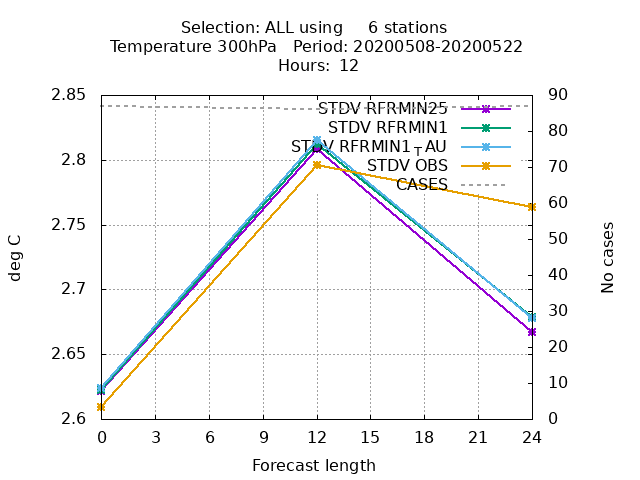 Selection: ALL using     6 stations
Temperature 300hPa   Period: 20200508-20200522
Hours:  12
2.85
2.8
2.75
2.7
2.65
2.6
deg C
STDV RFRMIN25
STDV RFRMIN1
STDV RFRMIN1_TAU
STDV OBS
CASES
90
80
70
60
50
40
30
20
10
0
No cases
0 3 6 9 12 15 18 21 24
Forecast length